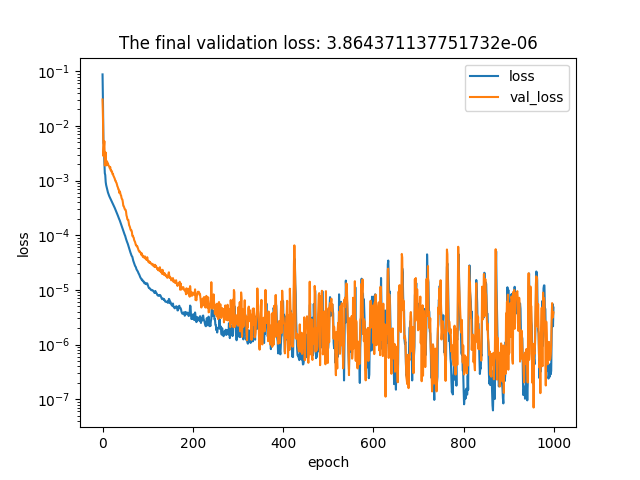 The final validation loss: 3.864371137751732e-06
loss
val_loss
10⁻¹
10⁻²
10⁻³
10⁻⁴
10⁻⁵
10⁻⁶
10⁻⁷
loss
0 200 400 600 800 1000
epoch